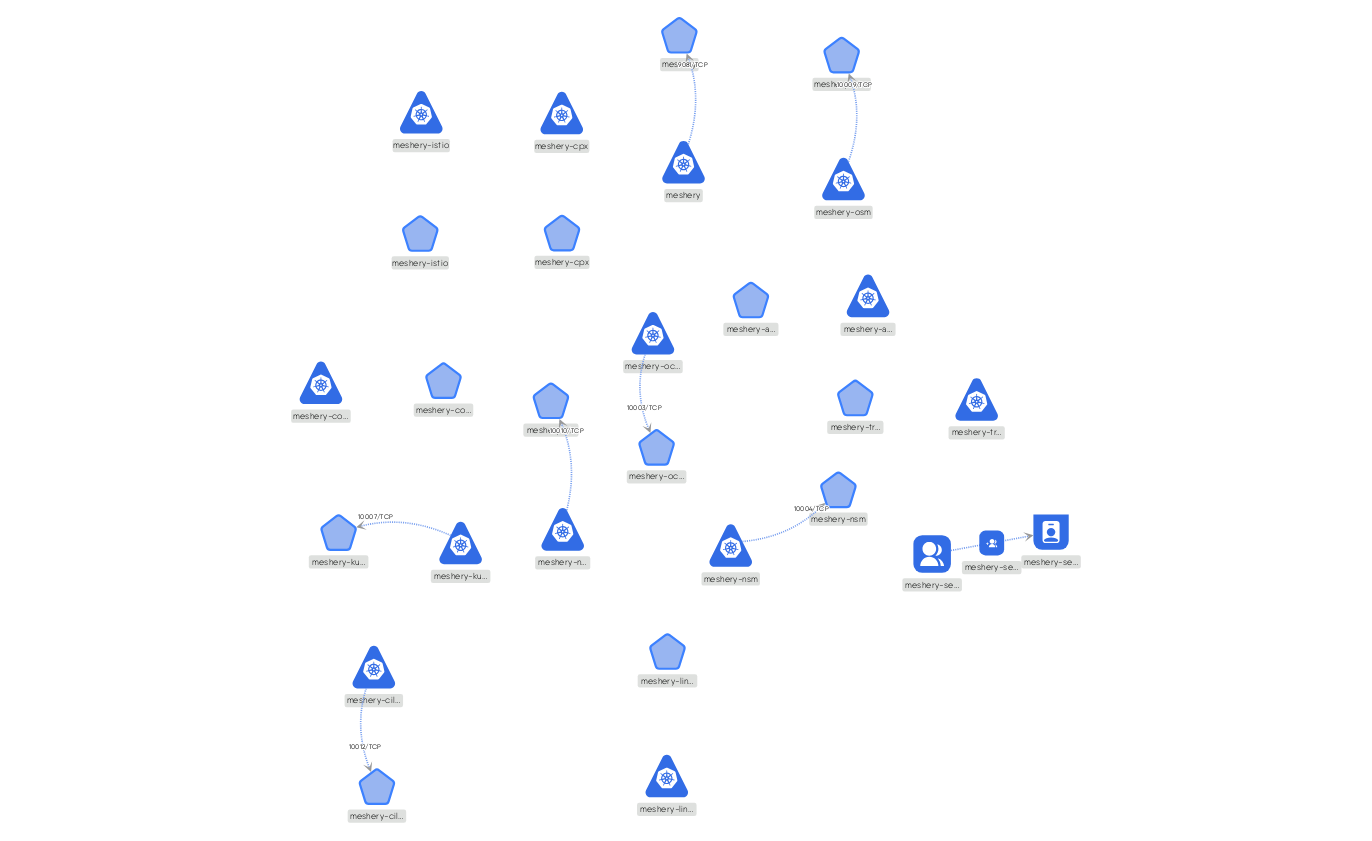 9081/TCP
10009/TCP
meshery-istio
meshery-cpx
meshery
meshery-osm
meshery-istio
meshery-cpx
meshery-a...
meshery-a...
meshery-oc...
meshery-co...
meshery-co...
10003/TCP
10010/TCP
meshery-tr...
meshery-tr...
meshery-oc...
10004/TCP
10007/TCP
meshery-nsm
meshery-ku...
meshery-ku...
meshery-n...
meshery-nsm
meshery-se...
meshery-se...
meshery-se...
meshery-cil...
meshery-lin...
10012/TCP
meshery-cil...
meshery-lin...